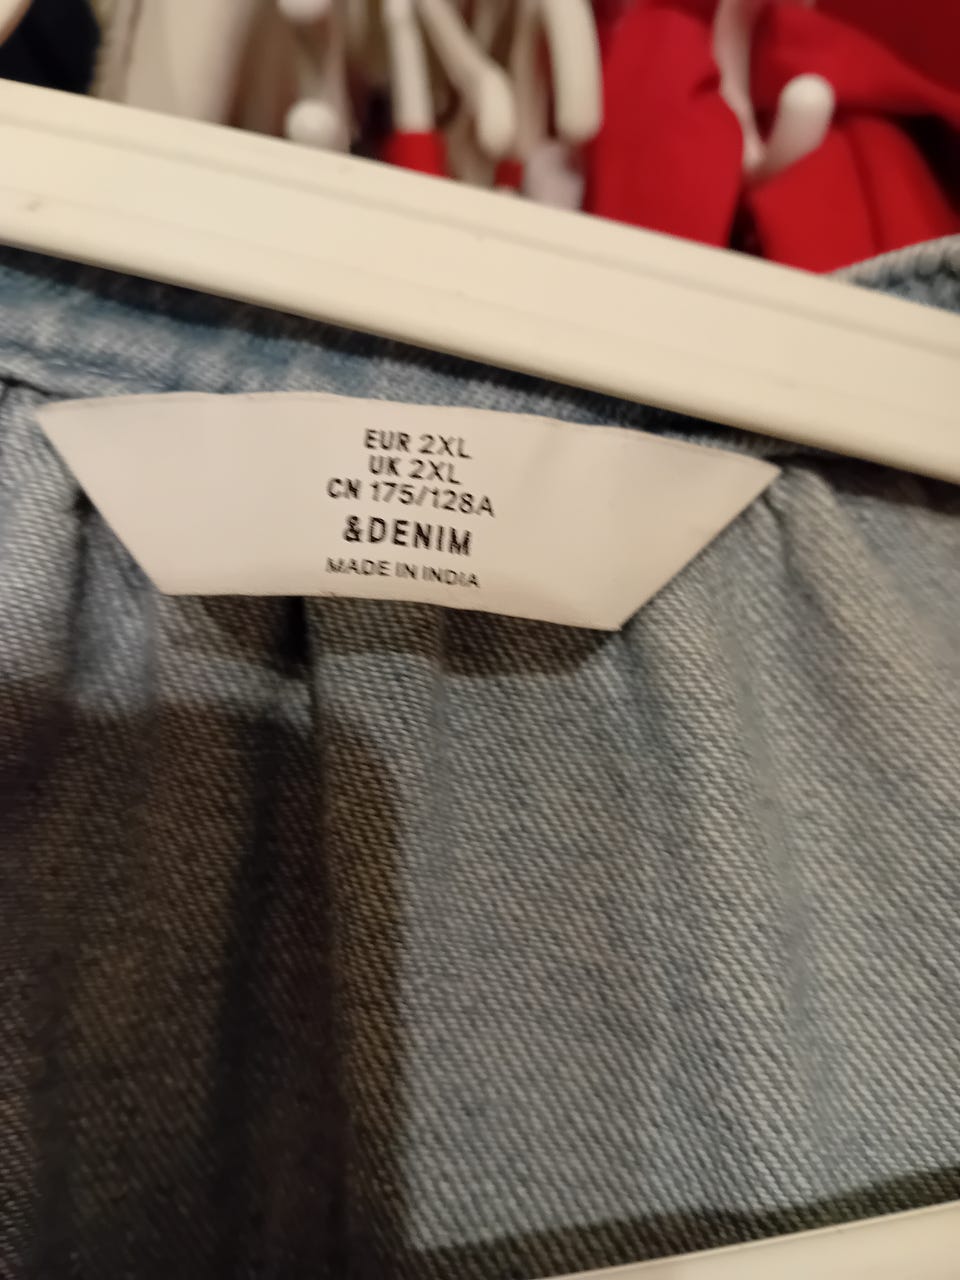 EUR 2XL
UK 2XL
CN 175/128A
&DENIM
MADE IN INDIA